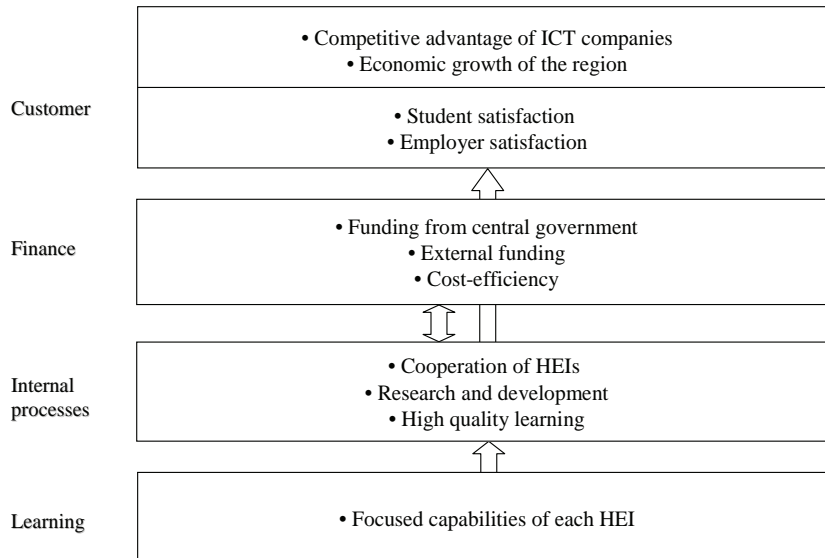 • Competitive advantage of ICT companies
• Economic growth of the region
Customer
• Student satisfaction
• Employer satisfaction
• Funding from central government
Finance
• External funding
• Cost-efficiency
• Cooperation of HEIs
Internal
processes
• Research and development
• High quality learning
Learning
• Focused capabilities of each HEI